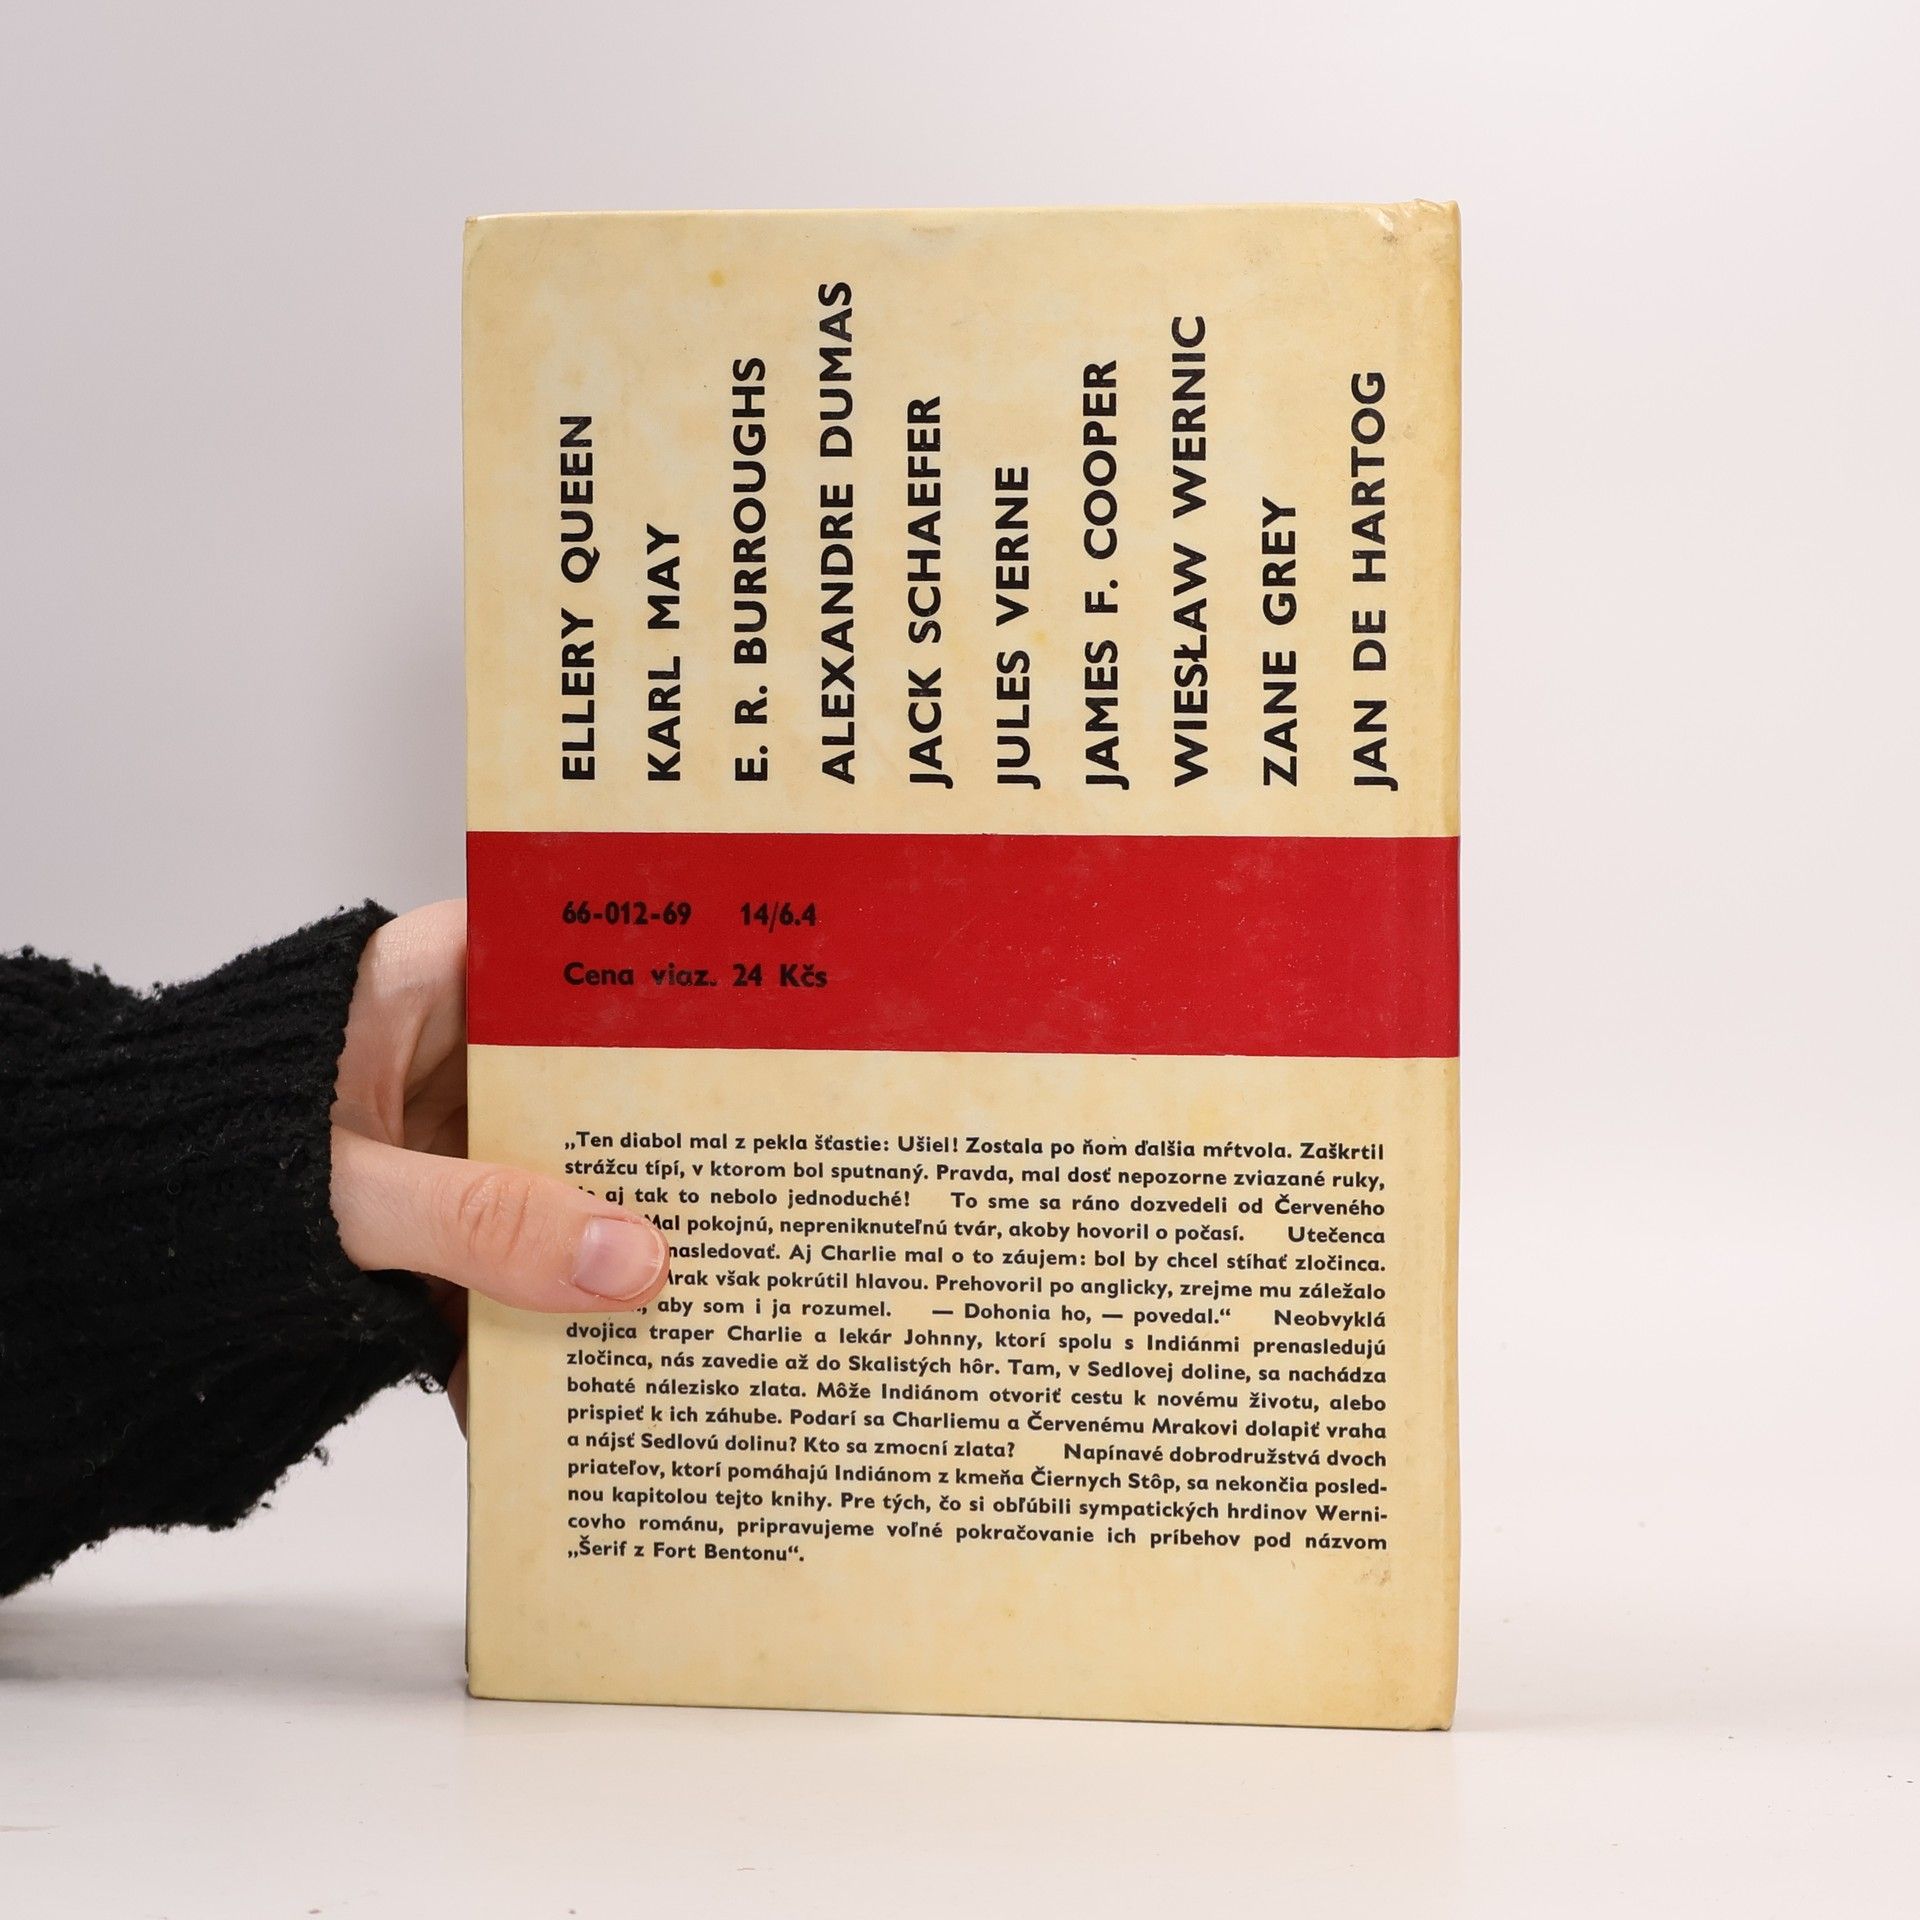 ELLERY QUEEN
KARL MAY
E. R. BURROUGHS
ALEXANDRE DUMAS
JACK SCHAEFER
JULES VERNE
JAMES F. COOPER
WIESŁAW WERNIC
ZANE GREY
JAN DE HARTOG
66-012-69 14/6.4
Cena viaz. 24 Kčs
„Ten diabol mal z pekla šťastie: Ušiel! Zostala po ňom ďalšia mŕtvola. Zaškrtil
strážcu típí, v ktorom bol sputnaný. Pravda, mal dosť nepozorne zviazané ruky,
aj tak to nebolo jednoduché! To sme sa ráno dozvedeli od Červeného
Mal pokojnú, nepreniknuteľnú tvár, akoby hovoril o počasí. Utečenca
nasledovať. Aj Charlie mal o to záujem: bol by chcel stíhať zločinca.
Mrak však pokrútil hlavou. Prehovoril po anglicky, zrejme mu záležalo
aby som i ja rozumel. — Dohonia ho, — povedal.“ Neobvyklá
dvojica traper Charlie a lekár Johnny, ktorí spolu s Indiánmi prenasledujú
zločinca, nás zavedie až do Skalistých hôr. Tam, v Sedlovej doline, sa nachádza
bohaté nálezisko zlata. Môže Indiánom otvoriť cestu k novému životu, alebo
prispieť k ich záhube. Podarí sa Charliemu a Červenému Mrakovi dolapiť vraha
a nájsť Sedlovú dolinu? Kto sa zmocní zlata? Napínavé dobrodružstvá dvoch
priateľov, ktorí pomáhajú Indiánom z kmeňa Čiernych Stôp, sa nekončia posled-
nou kapitolou tejto knihy. Pre tých, čo si obľúbili sympatických hrdinov Werni-
covho románu, pripravujeme voľné pokračovanie ich príbehov pod názvom
„Šerif z Fort Bentonu“.